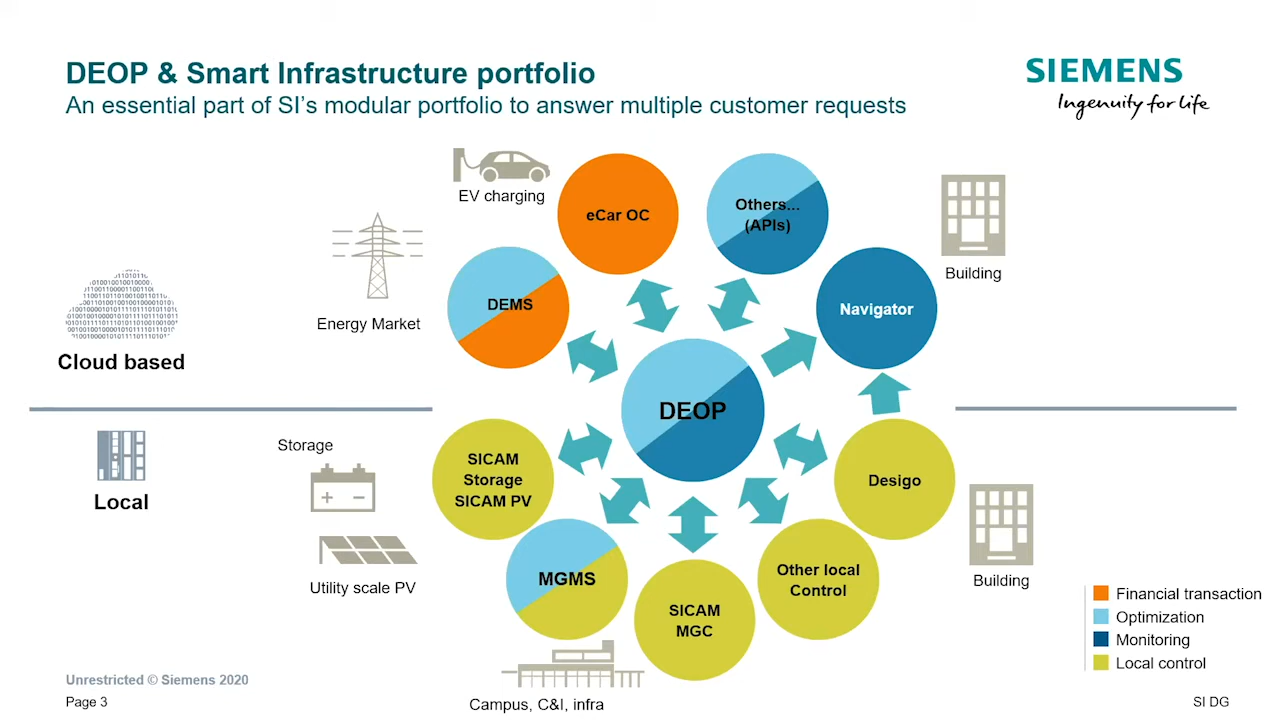 DEOP & Smart Infrastructure portfolio
An essential part of SI's modular portfolio to answer multiple customer requests
SIEMENS
Ingenuity for life
EV charging
eCar OC
Others...
(APIs)
Building
Energy Market
DEMS
Navigator
Cloud based
DEOP
Local
Storage
SICAM
Storage
SICAM PV
Desigo
Utility scale PV
MGMS
SICAM
MGC
Other local
Control
Building
Campus, C&I, infra
Financial transaction
Optimization
Monitoring
Local control
Unrestricted © Siemens 2020
Page 3
SI DG